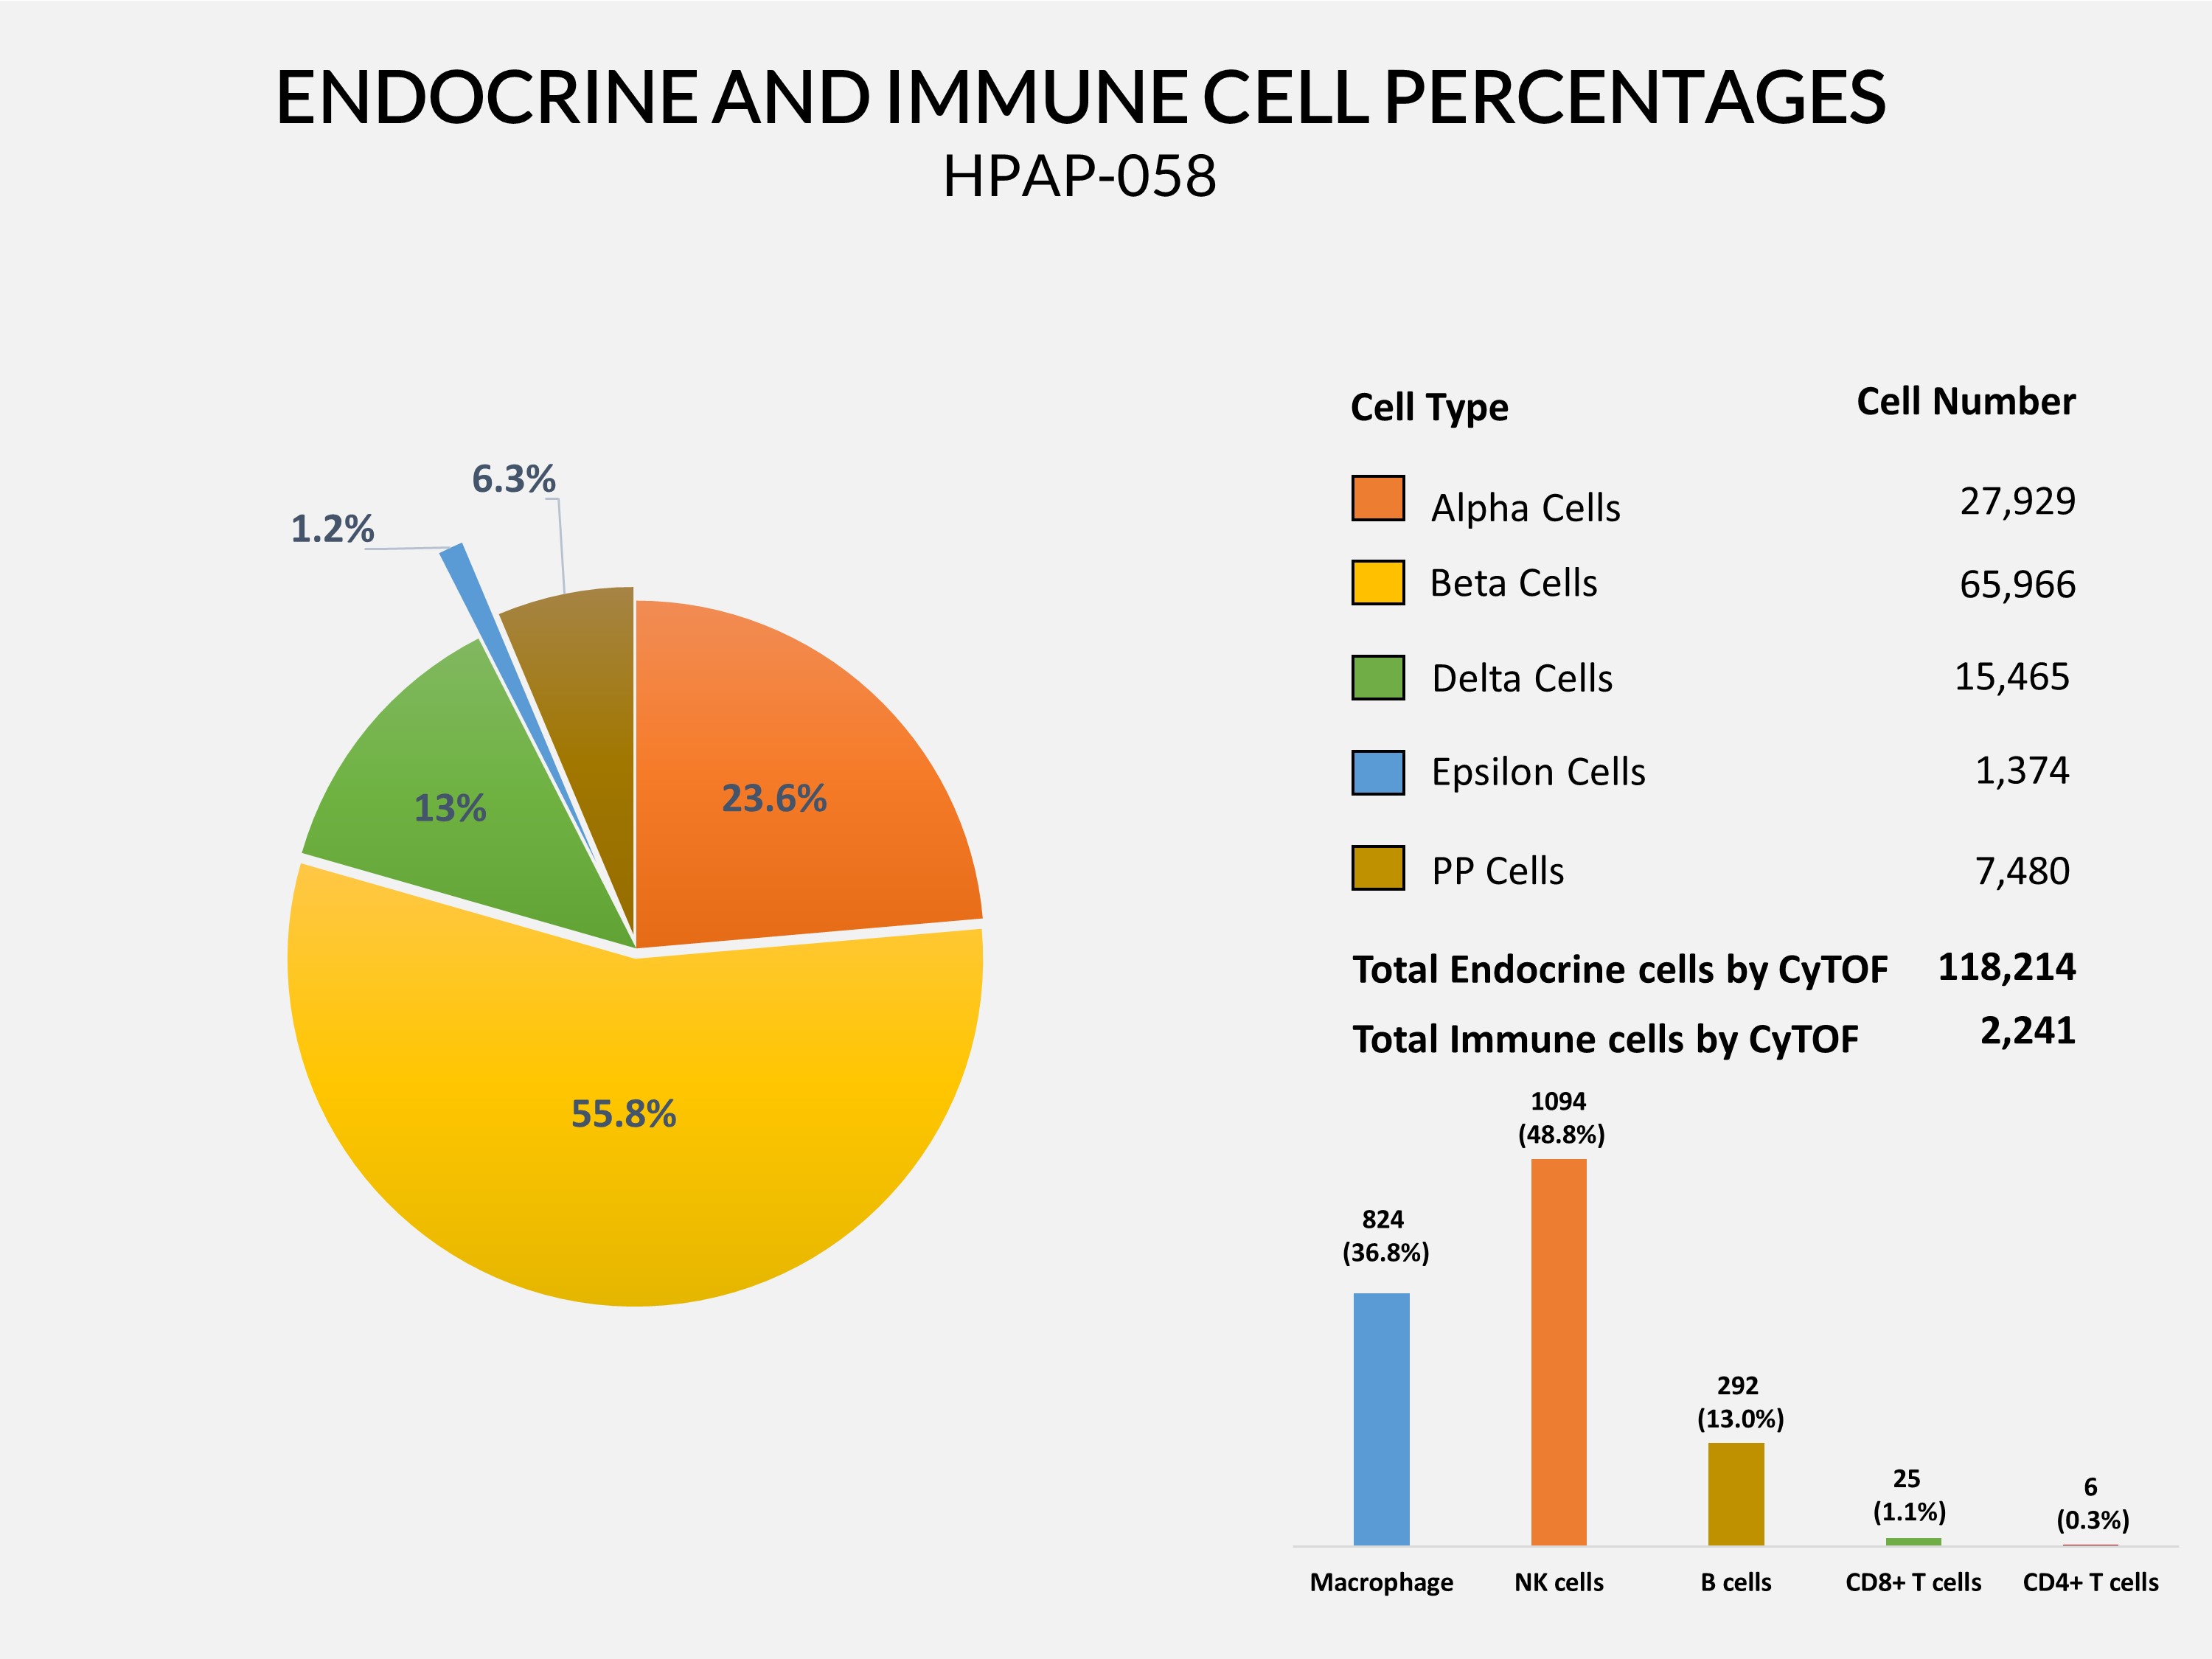 ENDOCRINE AND IMMUNE CELL PERCENTAGES
HPAP-058
6.3%
1.2%
23.6%
13%
55.8%
Cell Type Cell Number
Alpha Cells 27,929
Beta Cells 65,966
Delta Cells 15,465
Epsilon Cells 1,374
PP Cells 7,480
Total Endocrine cells by CyTOF 118,214
Total Immune cells by CyTOF 2,241
1094
(48.8%)
824
(36.8%)
292
(13.0%)
25
(1.1%)
6
(0.3%)
Macrophage NK cells B cells CD8+ T cells CD4+ T cells